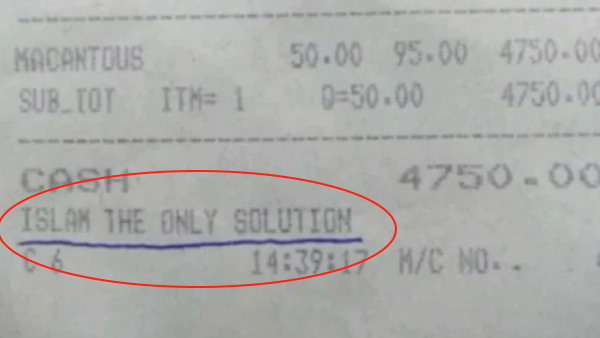 MACANTOUS 50.00 95.00 4750.00
SUB_TOT ITM= 1 Q=50.00 4750.00
CASH 4750.00
ISLAM THE ONLY SOLUTION
C 6 14:39:17 M/C NO..